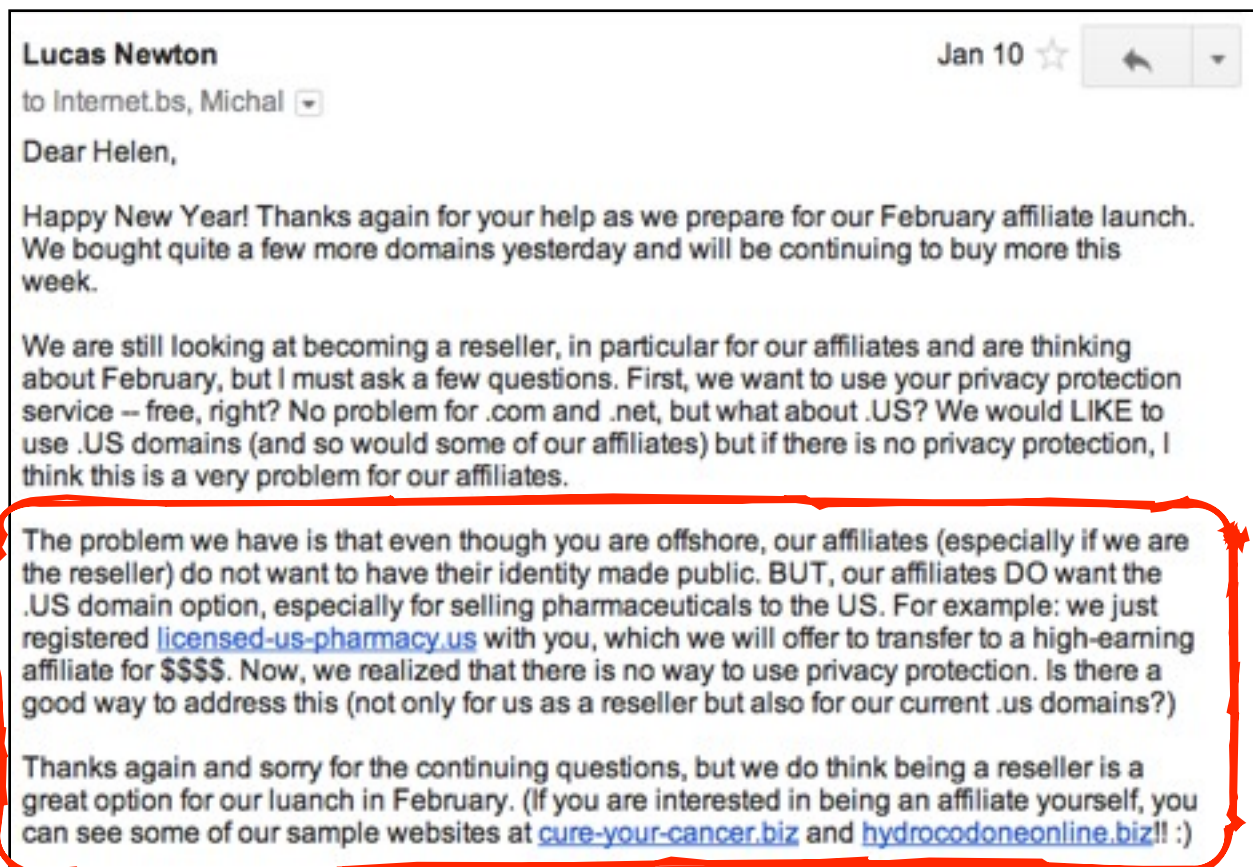 Lucas Newton
Jan 10
to Internet.bs, Michal
Dear Helen,
Happy New Year! Thanks again for your help as we prepare for our February affiliate launch.
We bought quite a few more domains yesterday and will be continuing to buy more this
week.
We are still looking at becoming a reseller, in particular for our affiliates and are thinking
about February, but I must ask a few questions. First, we want to use your privacy protection
service -- free, right? No problem for .com and .net, but what about .US? We would LIKE to
use .US domains (and so would some of our affiliates) but if there is no privacy protection, I
think this is a very problem for our affiliates.
The problem we have is that even though you are offshore, our affiliates (especially if we are
the reseller) do not want to have their identity made public. BUT, our affiliates DO want the
.US domain option, especially for selling pharmaceuticals to the US. For example: we just
registered licensed-us-pharmacy.us with you, which we will offer to transfer to a high-earning
affiliate for $$$$. Now, we realized that there is no way to use privacy protection. Is there a
good way to address this (not only for us as a reseller but also for our current .us domains?)
Thanks again and sorry for the continuing questions, but we do think being a reseller is a
great option for our luanch in February. (If you are interested in being an affiliate yourself, you
can see some of our sample websites at cure-your-cancer.biz and hydrocodoneonline.biz!! :)